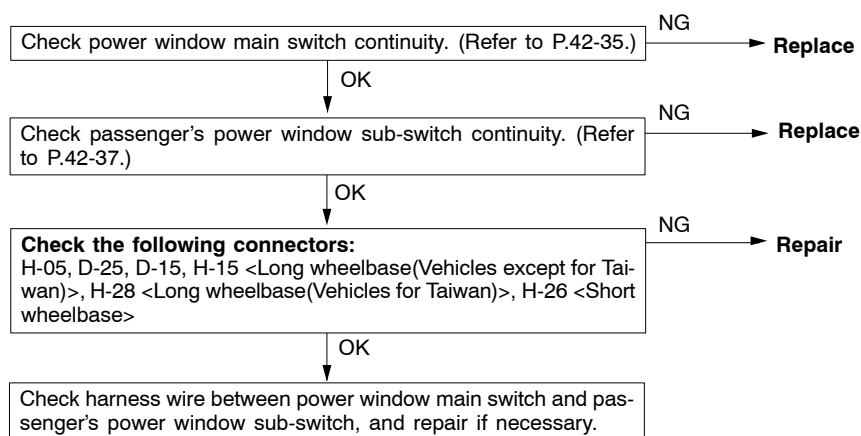 Check power window main switch continuity. (Refer to P.42-35.)
NG
Replace
OK
Check passenger's power window sub-switch continuity. (Refer
to P.42-37.)
NG
Replace
OK
Check the following connectors:
H-05, D-25, D-15, H-15 <Long wheelbase(Vehicles except for Tai-
wan)>, H-28 <Long wheelbase(Vehicles for Taiwan)>, H-26 <Short
wheelbase>
NG
Repair
OK
Check harness wire between power window main switch and pas-
senger's power window sub-switch, and repair if necessary.